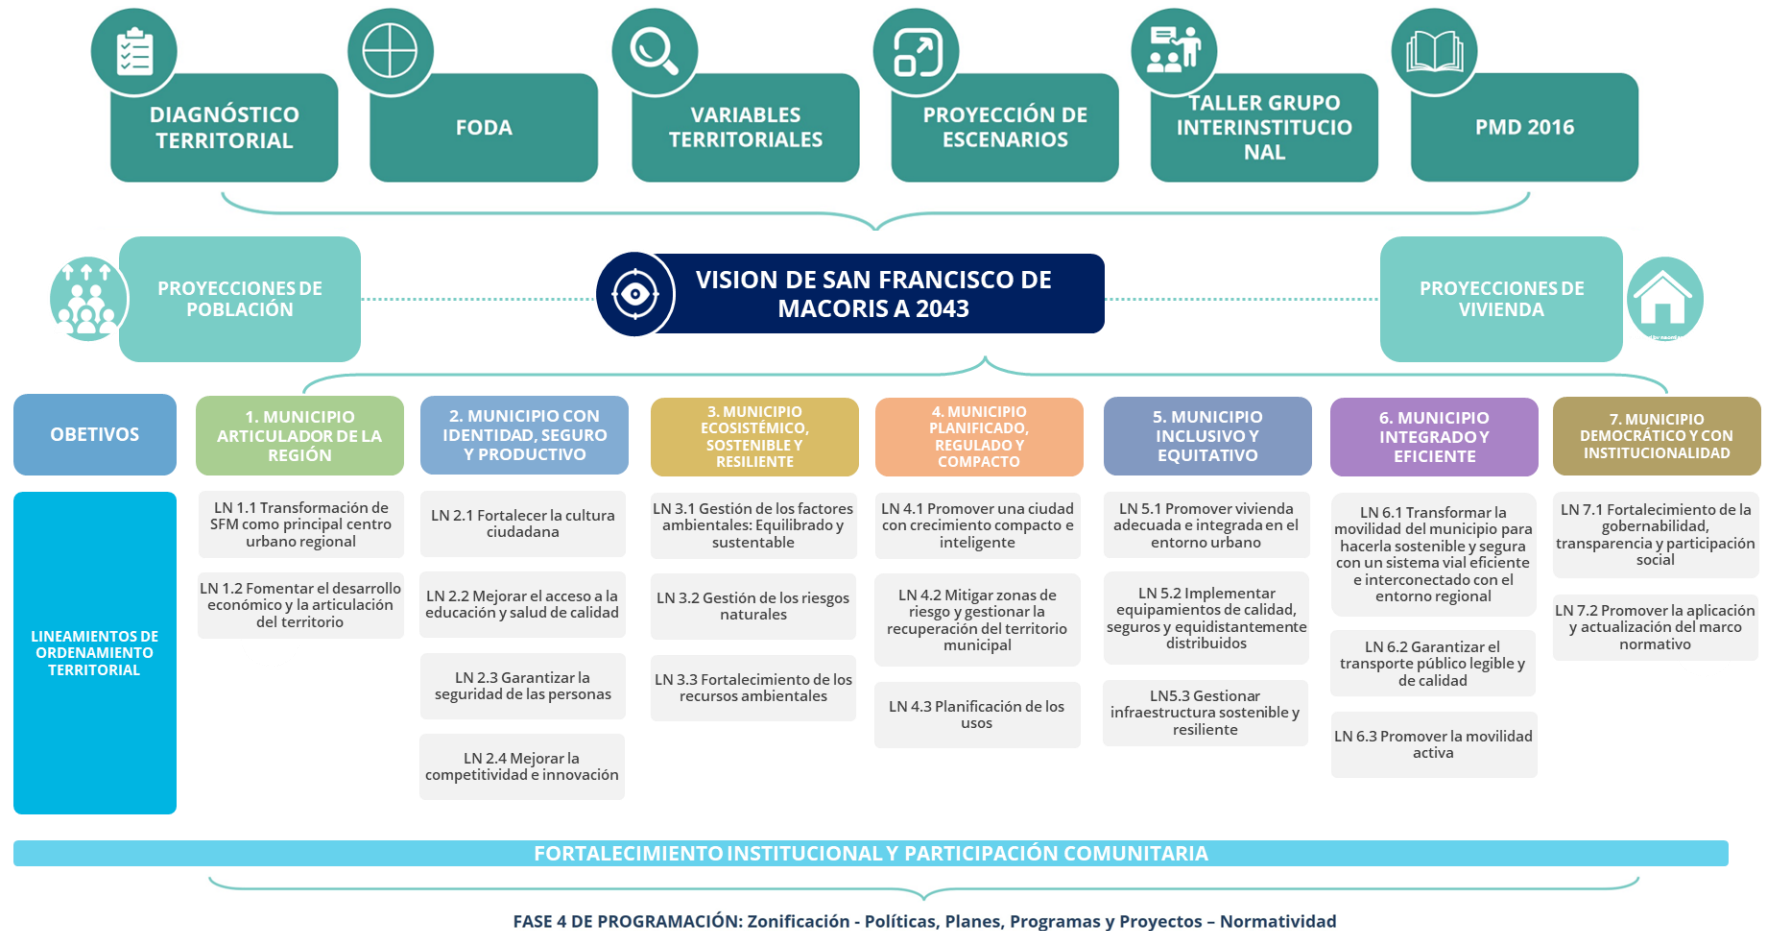 DIAGNÓSTICO
TERRITORIAL
FODA
VARIABLES
TERRITORIALES
PROYECCIÓN DE
ESCENARIOS
TALLER GRUPO
INTERINSTITUCIO
NAL
PMD 2016
PROYECCIONES DE
POBLACIÓN
VISION DE SAN FRANCISCO DE
MACORIS A 2043
PROYECCIONES DE
VIVIENDA
OBETIVOS
1. MUNICIPIO
ARTICULADOR DE LA
REGIÓN
2. MUNICIPIO CON
IDENTIDAD, SEGURO
Y PRODUCTIVO
3. MUNICIPIO
ECOSISTÉMICO,
SOSTENIBLE Y
RESILIENTE
4. MUNICIPIO
PLANIFICADO,
REGULADO Y
COMPACTO
5. MUNICIPIO
INCLUSIVO Y
EQUITATIVO
6. MUNICIPIO
INTEGRADO Y
EFICIENTE
7. MUNICIPIO
DEMOCRÁTICO Y CON
INSTITUCIONALIDAD
LINEAMIENTOS DE
ORDENAMIENTO
TERRITORIAL
LN 1.1 Transformación de
SFM como principal centro
urbano regional
LN 1.2 Fomentar el desarrollo
económico y la articulación
del territorio
LN 2.1 Fortalecer la cultura
ciudadana
LN 2.2 Mejorar el acceso a la
educación y salud de calidad
LN 2.3 Garantizar la
seguridad de las personas
LN 2.4 Mejorar la
competitividad e innovación
LN 3.1 Gestión de los factores
ambientales: Equilibrado y
sustentable
LN 3.2 Gestión de los riesgos
naturales
LN 3.3 Fortalecimiento de los
recursos ambientales
LN 4.1 Promover una ciudad
con crecimiento compacto e
inteligente
LN 4.2 Mitigar zonas de
riesgo y gestionar la
recuperación del territorio
municipal
LN 4.3 Planificación de los
usos
LN 5.1 Promover vivienda
adecuada e integrada en el
entorno urbano
LN 5.2 Implementar
equipamientos de calidad,
seguros y equidistantemente
distribuidos
LN5.3 Gestionar
infraestructura sostenible y
resiliente
LN 6.1 Transformar la
movilidad del municipio para
hacerla sostenible y segura
con un sistema vial eficiente
e interconectado con el
entorno regional
LN 6.2 Garantizar el
transporte público legible y
de calidad
LN 6.3 Promover la movilidad
activa
LN 7.1 Fortalecimiento de la
gobernabilidad,
transparencia y participación
social
LN 7.2 Promover la aplicación
y actualización del marco
normativo
FORTALECIMIENTO INSTITUCIONAL Y PARTICIPACIÓN COMUNITARIA
FASE 4 DE PROGRAMACIÓN: Zonificación - Políticas, Planes, Programas y Proyectos – Normatividad